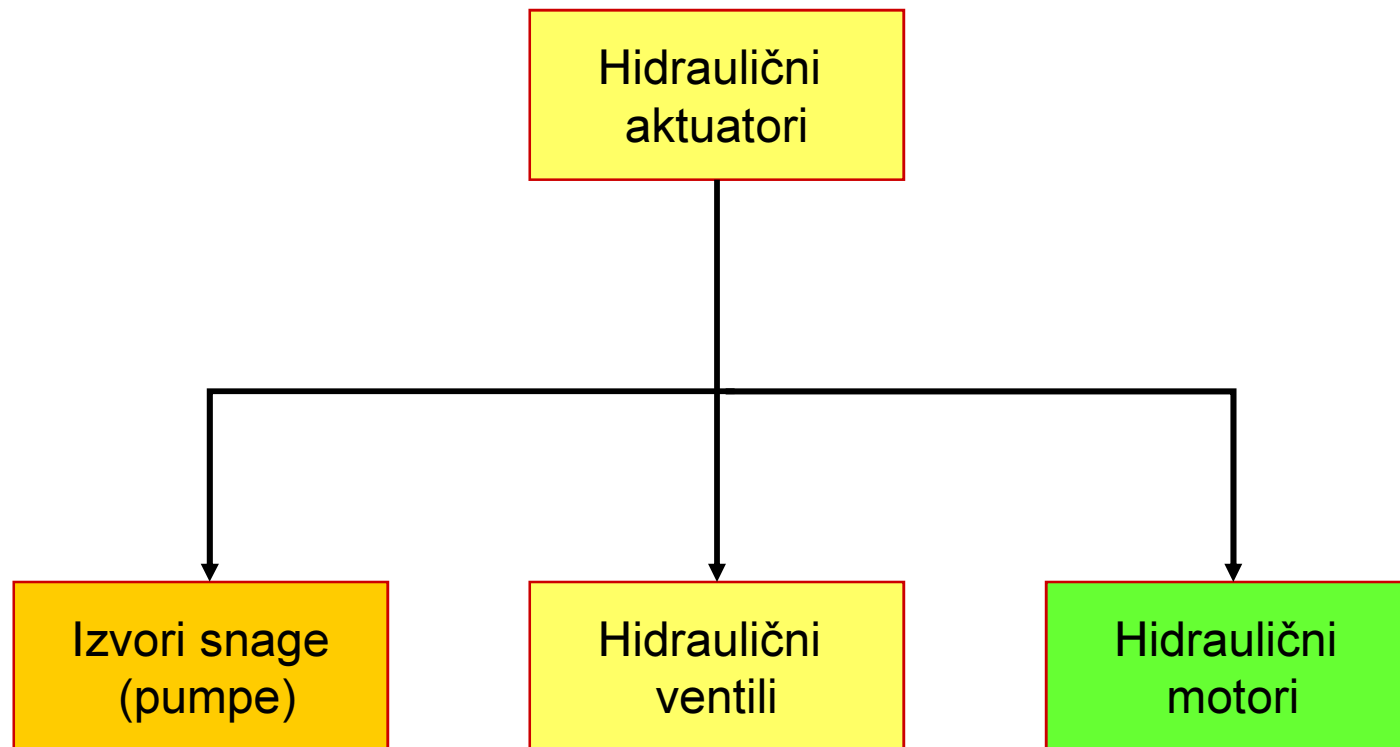 Hidraulični
aktuatori
Izvori snage
(pumpe)
Hidraulični
ventili
Hidraulični
motori